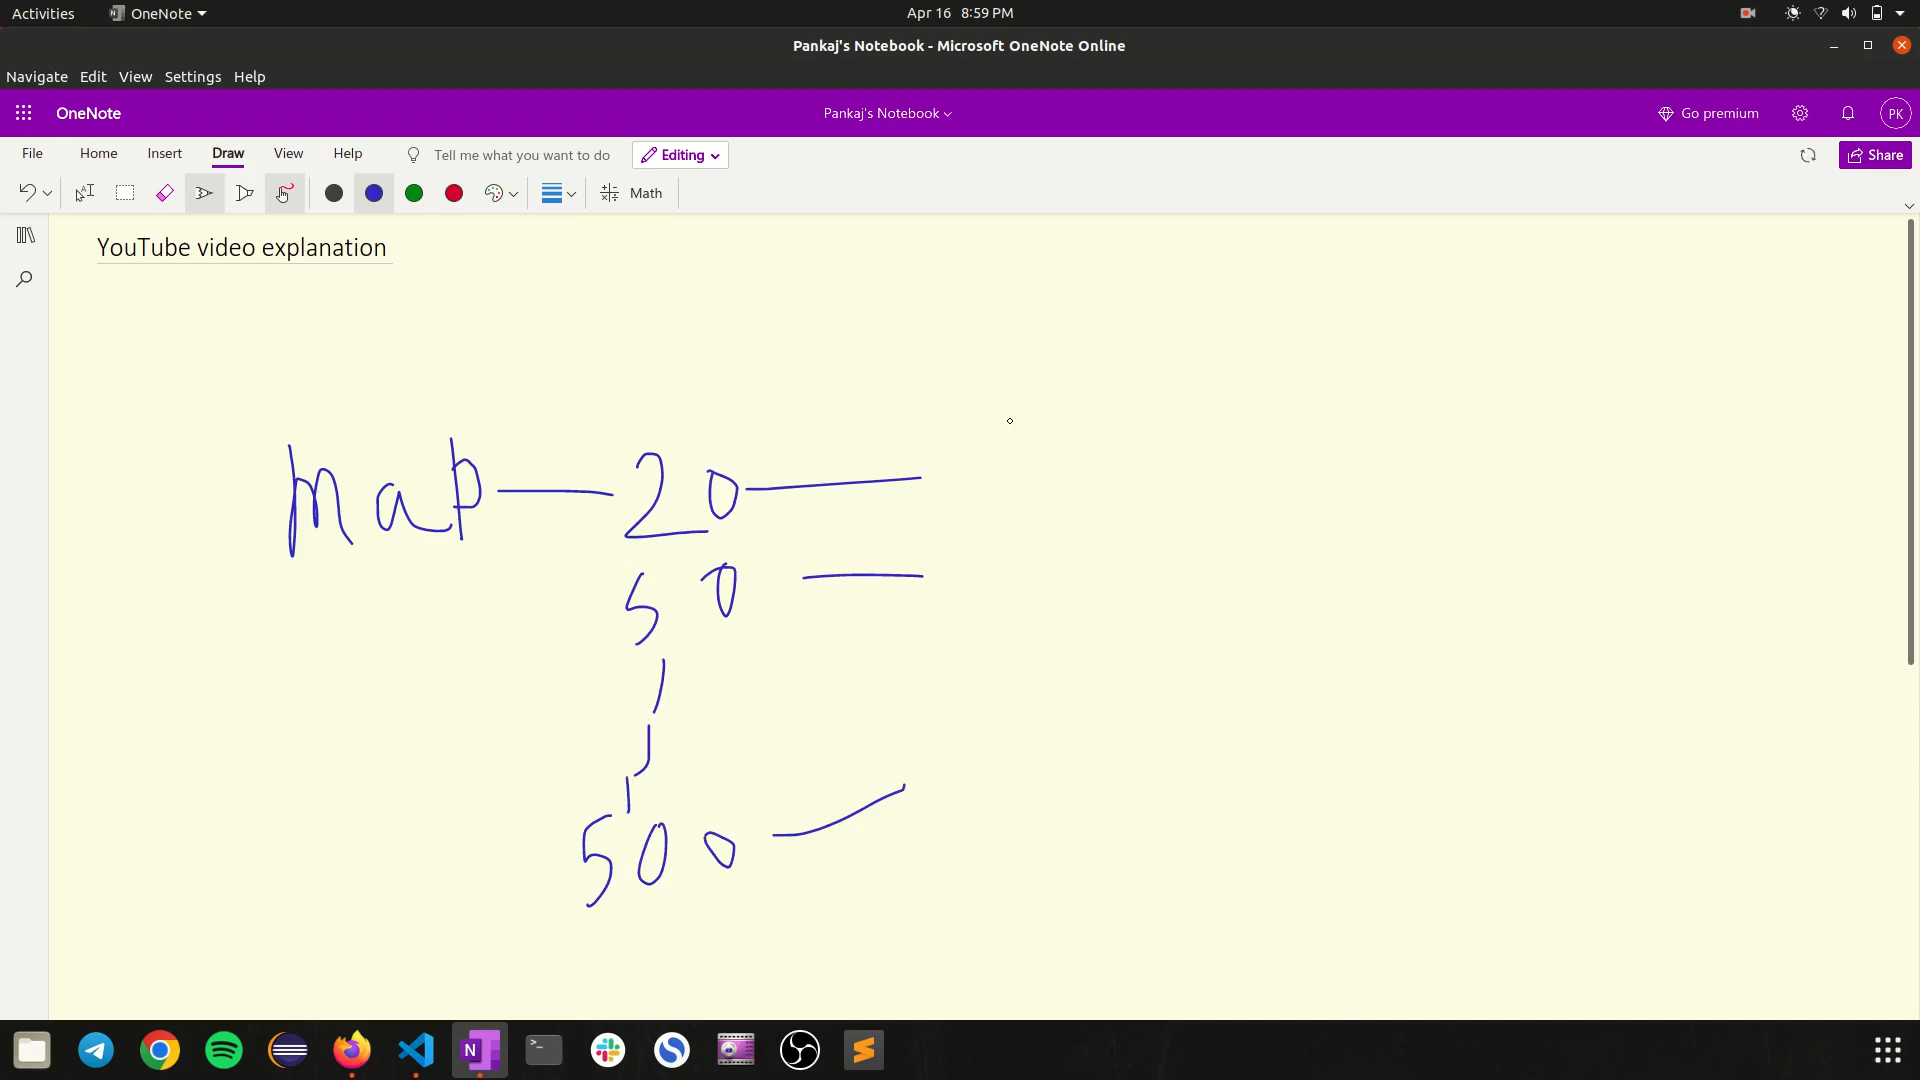 Activities OneNote Apr 16 8:59 PM
Pankaj's Notebook - Microsoft OneNote Online
Navigate Edit View Settings Help
OneNote Pankaj's Notebook Go premium PK
File Home Insert Draw View Help Tell me what you want to do Editing Share
Math
YouTube video explanation
map 20
50
500